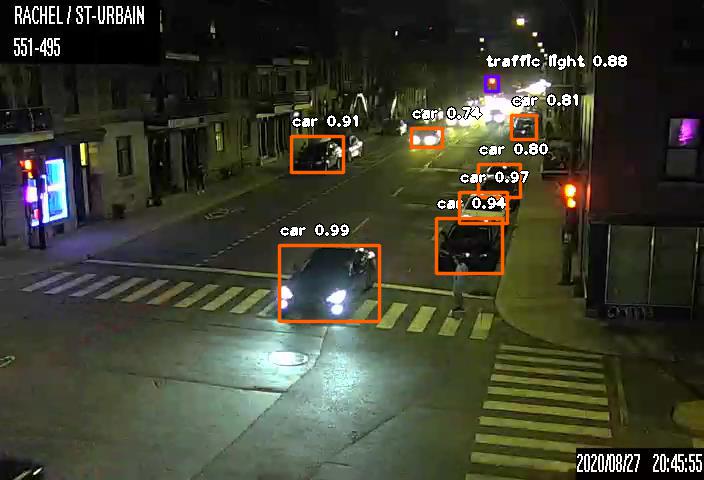 RACHEL / ST-URBAIN
551-495
traffic light 0.88
car 0.81
car 0.74
car 0.91
car 0.80
car 0.97
car 0.94
car 0.99
2020/08/27 20:45:55